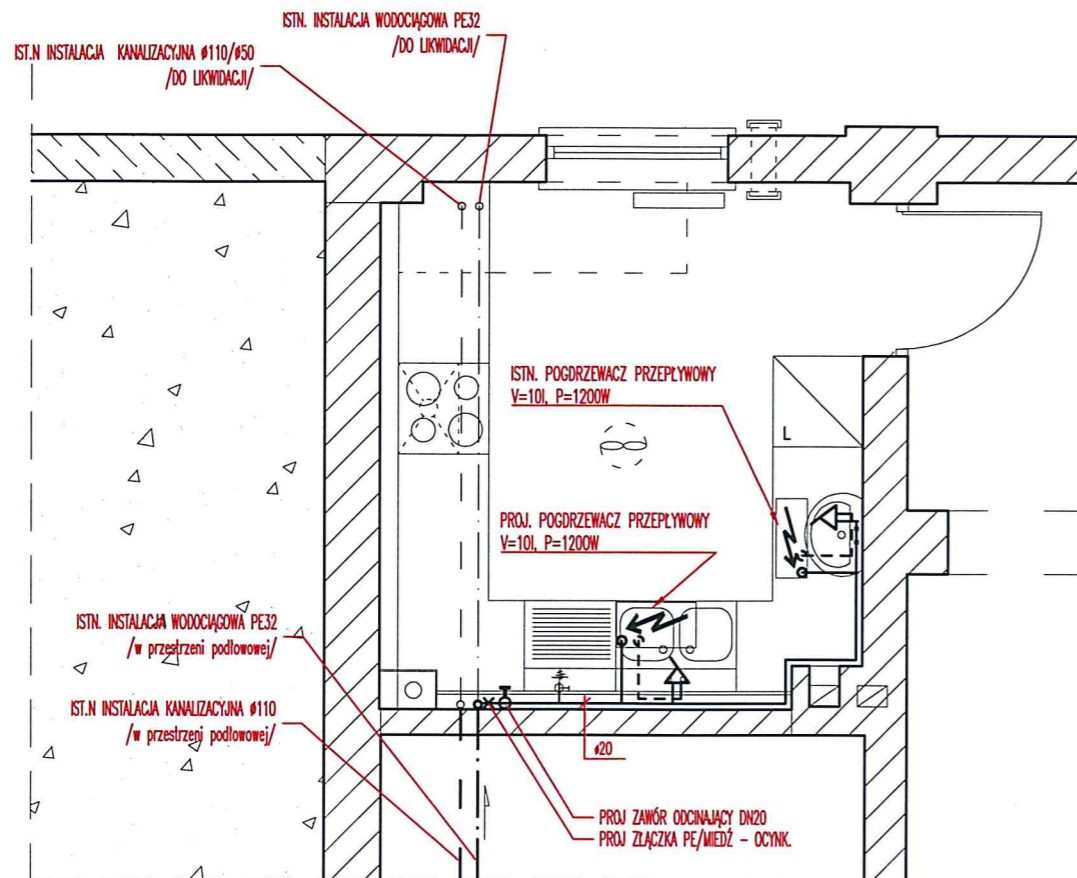 ISTN. INSTALACJA WODOCIĄGOWA PE32
/DO LIKWIDACJI/
IST.N INSTALACJA KANALIZACYJNA ø110/ø50
/DO LIKWIDACJI/
ISTN. POGDRZEWACZ PRZEPŁYWOWY
V=10l, P=1200W
L
PROJ. POGDRZEWACZ PRZEPŁYWOWY
V=10l, P=1200W
ISTN. INSTALACJA WODOCIĄGOWA PE32
/w przestrzeni podłowowej/
IST.N INSTALACJA KANALIZACYJNA ø110
/w przestrzeni podłowowej/
ø20
PROJ ZAWÓR ODCINAJĄCY DN20
PROJ ZŁĄCZKA PE/MIEDŹ - OCYNK.